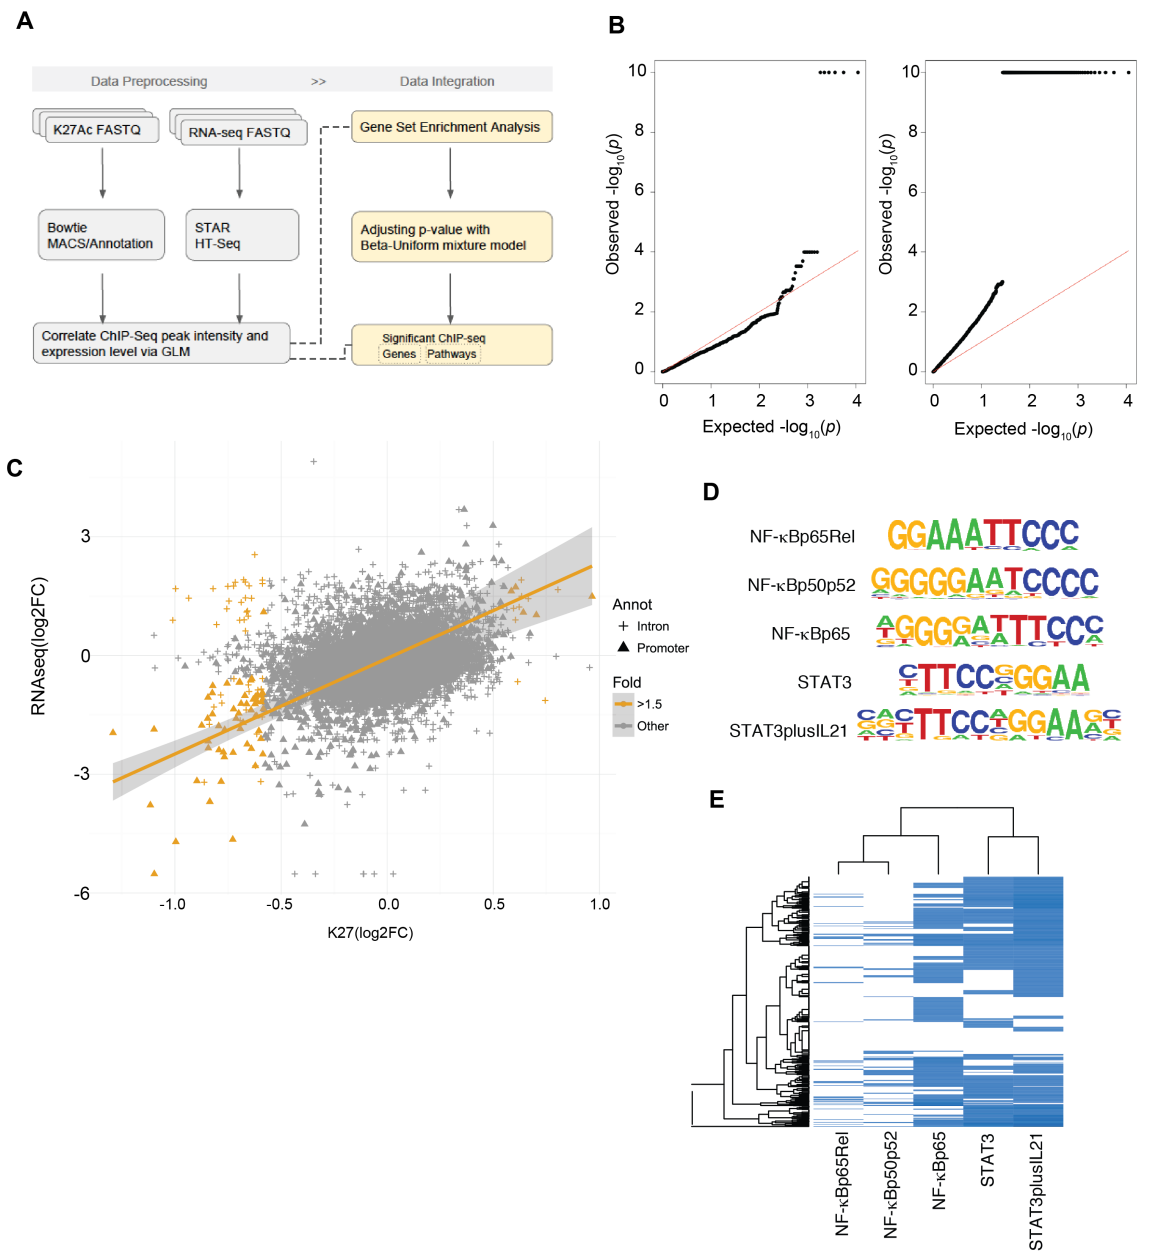 A
Data Preprocessing >> Data Integration
K27Ac FASTQ
RNA-seq FASTQ
Gene Set Enrichment Analysis
Bowtie
MACS/Annotation
STAR
HT-Seq
Adjusting p-value with
Beta-Uniform mixture model
Correlate ChIP-Seq peak intensity and
expression level via GLM
Significant ChIP-seq
Genes Pathways
B
10
8
6
4
2
0
Observed -log10(p)
0 1 2 3 4
Expected -log10(p)
10
8
6
4
2
0
Observed -log10(p)
0 1 2 3 4
Expected -log10(p)
C
3
0
-3
-6
RNAseq(log2FC)
-1.0 -0.5 0.0 0.5 1.0
K27(log2FC)
Annot
Intron
Promoter
Fold
>1.5
Other
D
NF-κBp65Rel
GGAAATTCCC
NF-κBp50p52
GGGGGAATCCCC
NF-κBp65
AGGGGATTTCCC
STAT3
CTTCCGGGAA
STAT3plusIL21
CACTTCCAGGAAGC
E
NF-κBp65Rel
NF-κBp50p52
NF-κBp65
STAT3
STAT3plusIL21